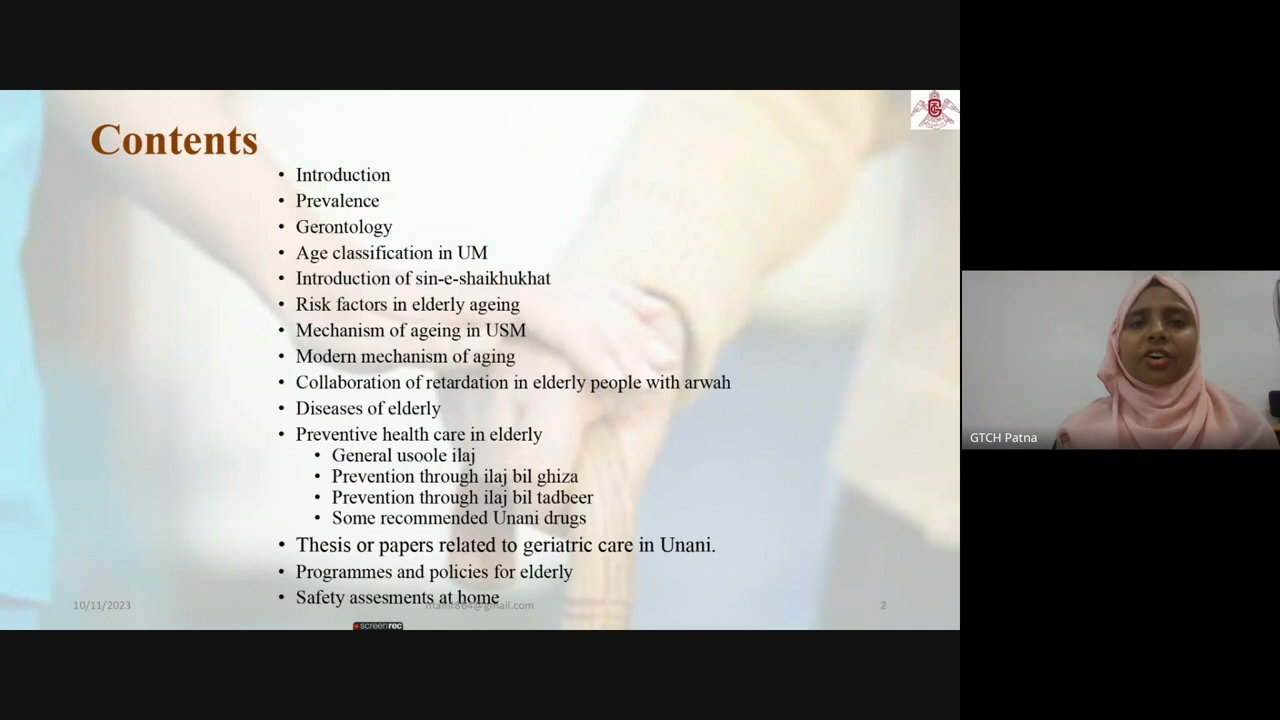 Contents
• Introduction
• Prevalence
• Gerontology
• Age classification in UM
• Introduction of sin-e-shaikhukhat
• Risk factors in elderly ageing
• Mechanism of ageing in USM
• Modern mechanism of aging
• Collaboration of retardation in elderly people with arwah
• Diseases of elderly
• Preventive health care in elderly
• General usoole ilaj
• Prevention through ilaj bil ghiza
• Prevention through ilaj bil tadbeer
• Some recommended Unani drugs
• Thesis or papers related to geriatric care in Unani.
• Programmes and policies for elderly
• Safety assesments at home
10/11/2023
2
screenrec
GTCH Patna